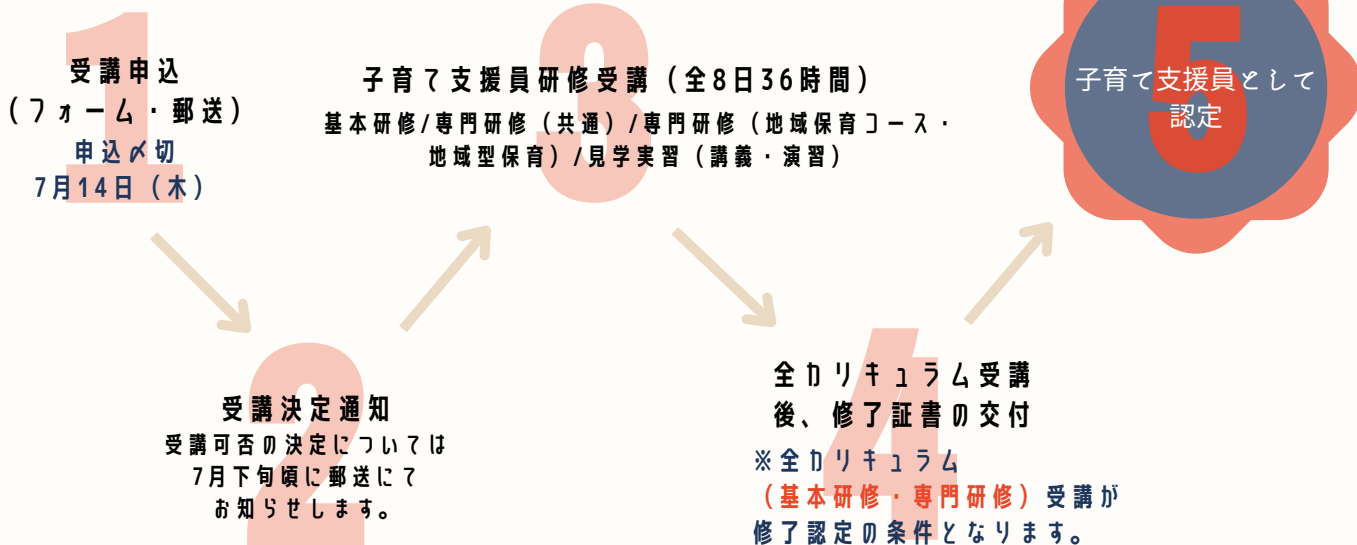 1
受講申込
(フォーム・郵送)
申込〆切
7月14日(木)
2
受講決定通知
受講可否の決定については
7月下旬頃に郵送にて
お知らせします。
3
子育て支援員研修受講(全8日36時間)
基本研修/専門研修(共通)/専門研修(地域保育コース・
地域型保育)/見学実習(講義・演習)
4
全カリキュラム受講
後、修了証書の交付
※全カリキュラム
(基本研修・専門研修)受講が
修了認定の条件となります。
5
子育て支援員として
認定